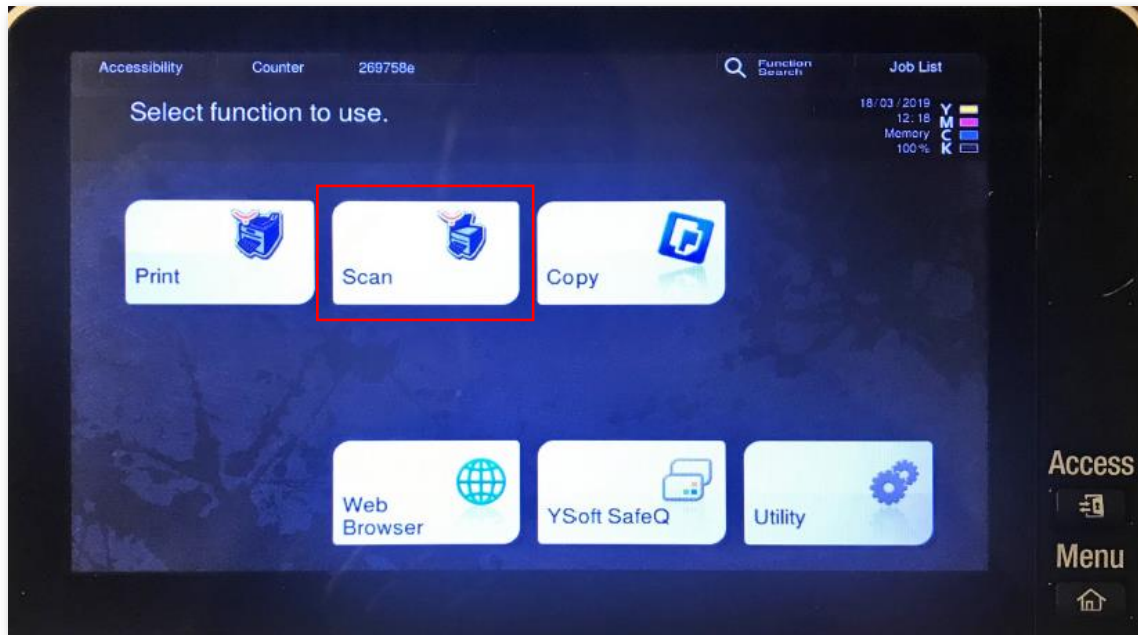 Accessibility Counter 269758e Function Search Job List
Select function to use.
18/03/2019
12:18
Memory
100%
Y
M
C
K
Print
Scan
Copy
Web
Browser
YSoft SafeQ
Utility
Access
Menu